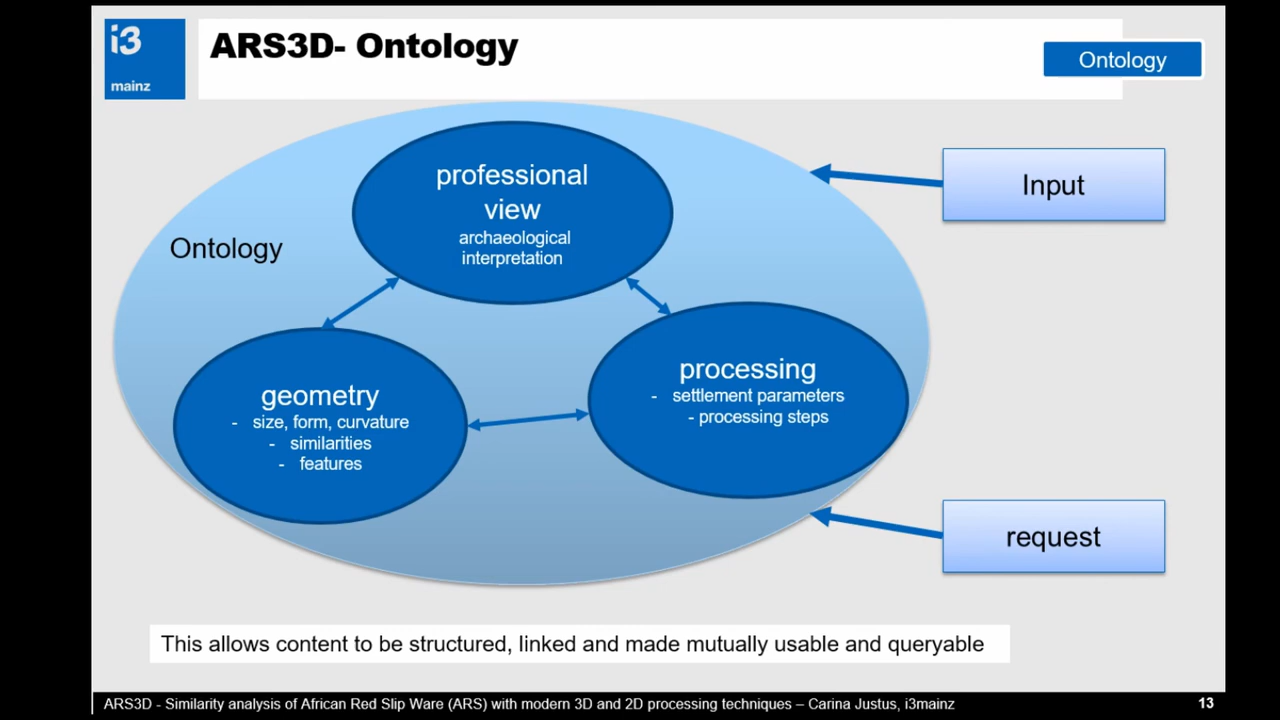 i3
mainz
ARS3D- Ontology
Ontology
professional
view
archaeological
interpretation
Input
Ontology
geometry
- size, form, curvature
- similarities
- features
processing
- settlement parameters
- processing steps
request
This allows content to be structured, linked and made mutually usable and queryable
ARS3D - Similarity analysis of African Red Slip Ware (ARS) with modern 3D and 2D processing techniques – Carina Justus, i3mainz
13